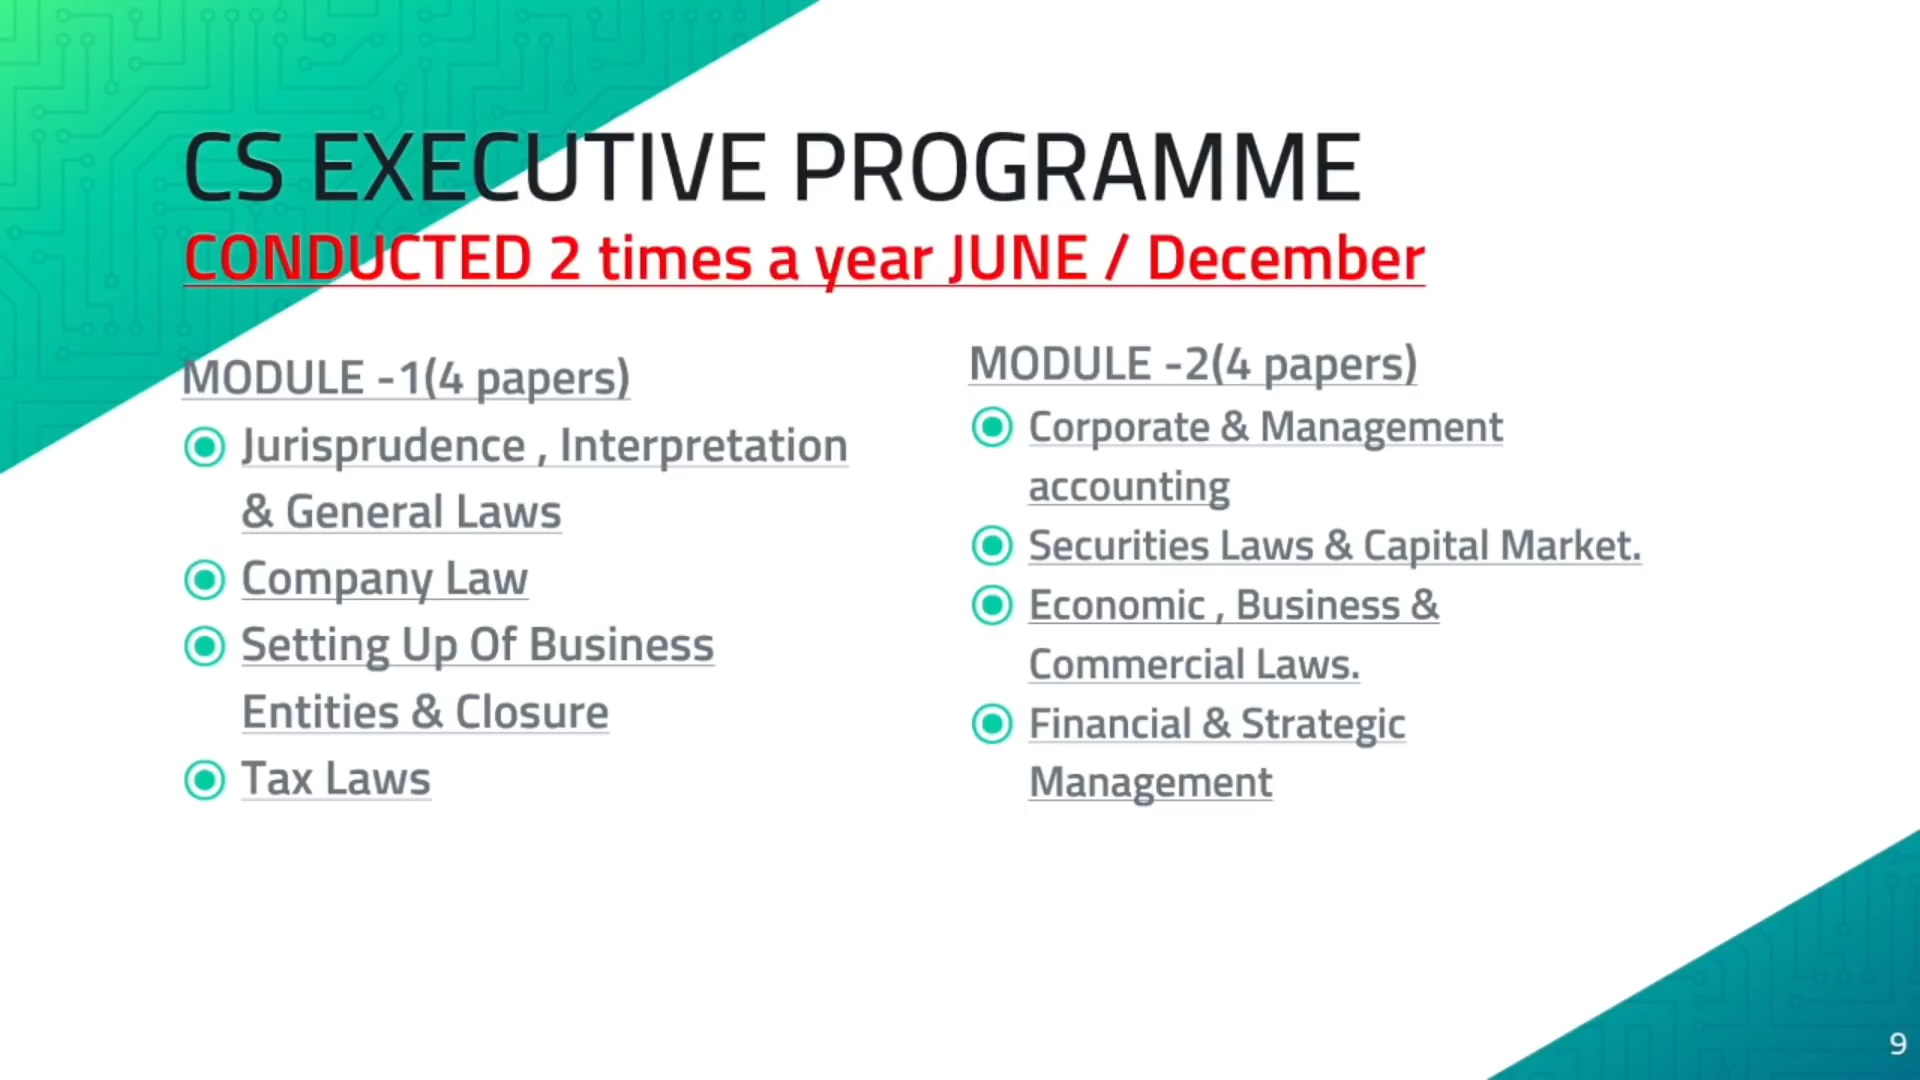 CS EXECUTIVE PROGRAMME
CONDUCTED 2 times a year JUNE / December
MODULE -1(4 papers)
Jurisprudence , Interpretation
& General Laws
Company Law
Setting Up Of Business
Entities & Closure
Tax Laws
MODULE -2(4 papers)
Corporate & Management
accounting
Securities Laws & Capital Market.
Economic , Business &
Commercial Laws.
Financial & Strategic
Management
9